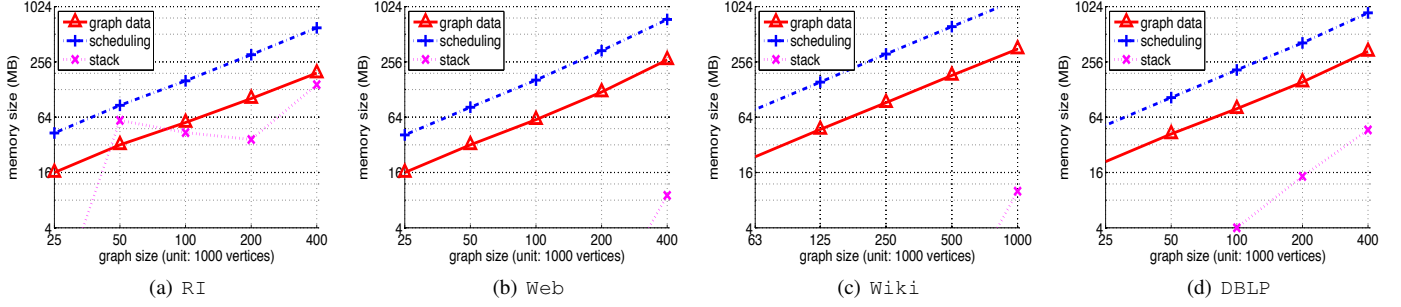 1024
256
64
16
4
memory size (MB)
graph data
scheduling
stack
25 50 100 200 400
graph size (unit: 1000 vertices)
(a) RI
1024
256
64
16
4
memory size (MB)
graph data
scheduling
stack
25 50 100 200 400
graph size (unit: 1000 vertices)
(b) Web
1024
256
64
16
4
memory size (MB)
graph data
scheduling
stack
63 125 250 500 1000
graph size (unit: 1000 vertices)
(c) Wiki
1024
256
64
16
4
memory size (MB)
graph data
scheduling
stack
25 50 100 200 400
graph size (unit: 1000 vertices)
(d) DBLP